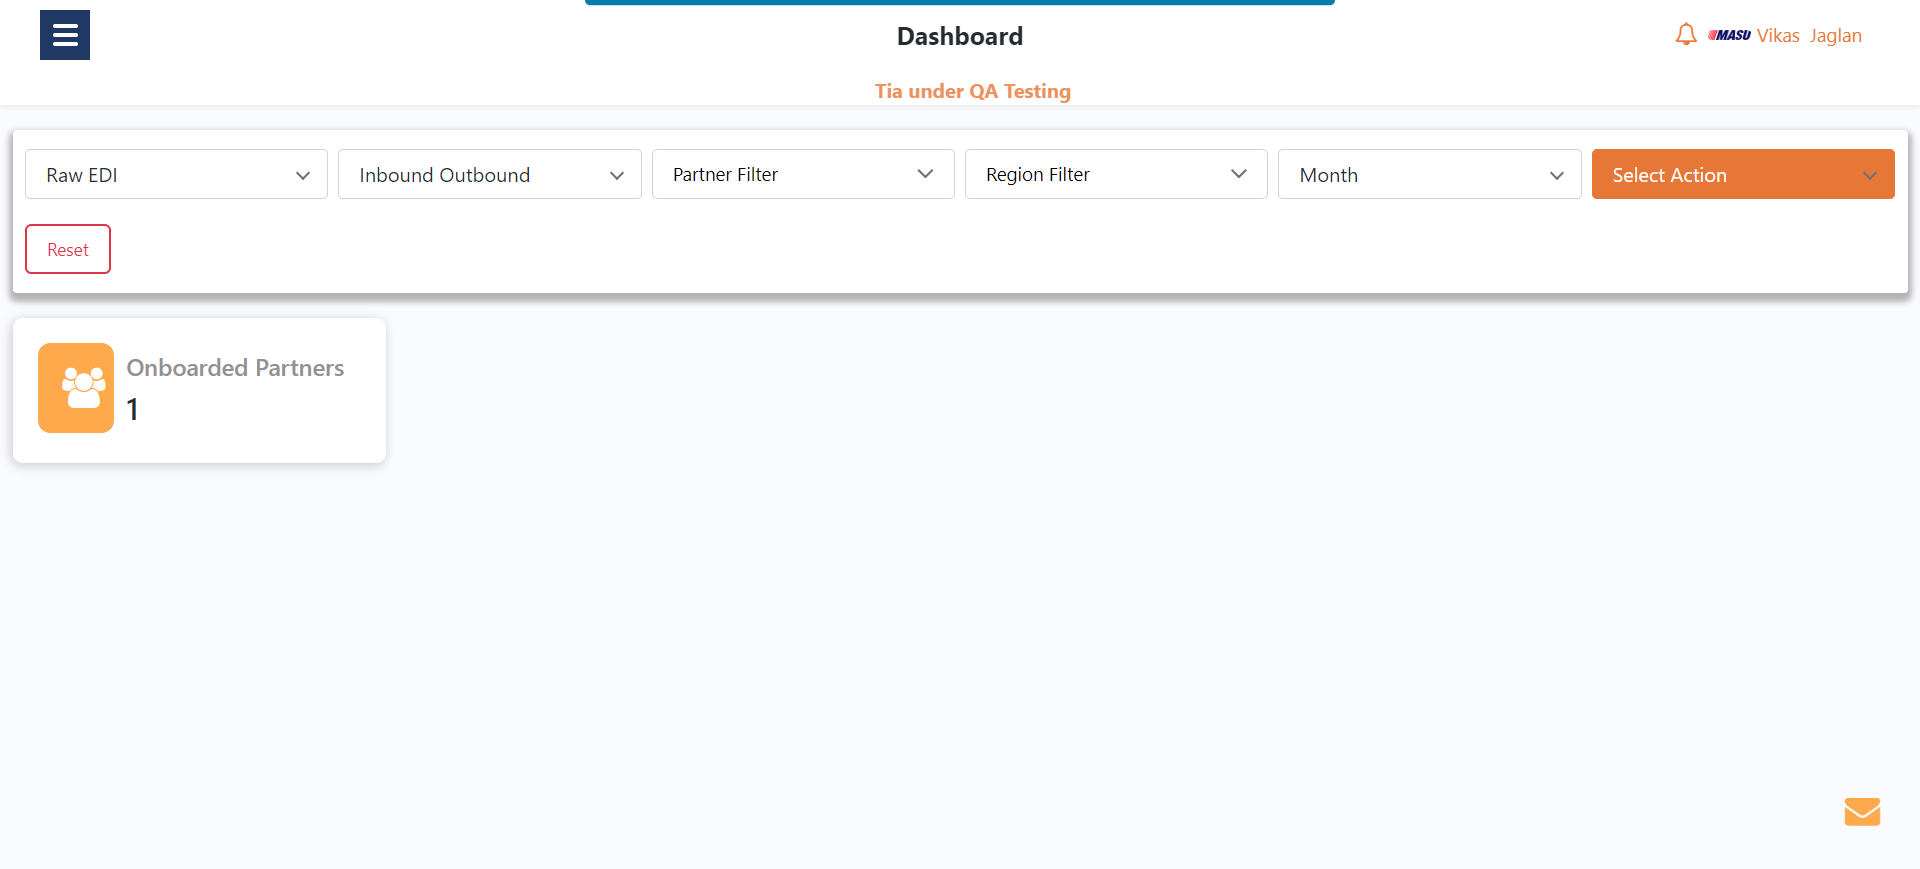 Dashboard
MASU Vikas Jaglan
Tia under QA Testing
Raw EDI
Inbound Outbound
Partner Filter
Region Filter
Month
Select Action
Reset
Onboarded Partners
1